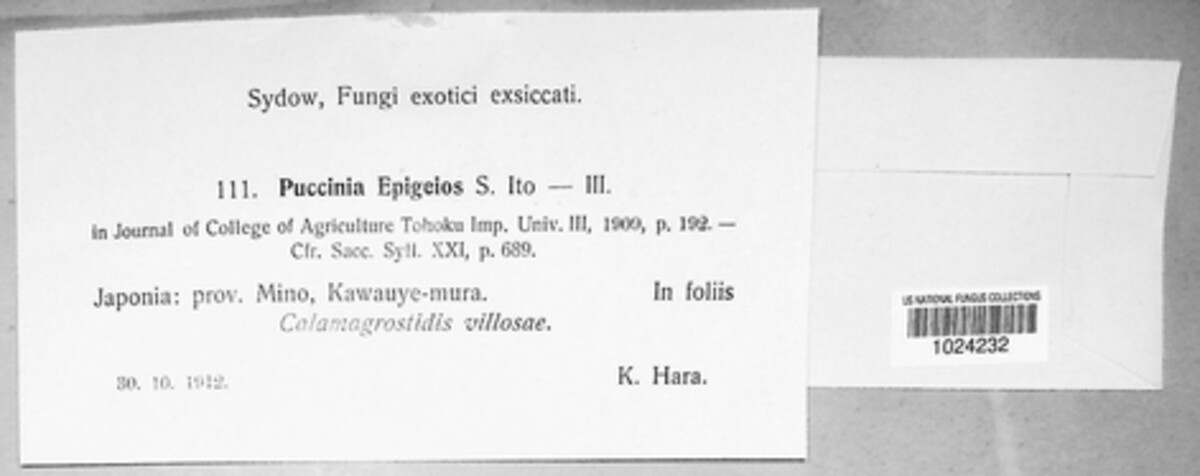 Sydow, Fungi exotici exsiccati.
111. Puccinia Epigeios S. Ito — III.
in Journal of College of Agriculture Tohoku Imp. Univ. III, 1909, p. 192. —
Cfr. Sacc. Syll. XXI, p. 689.
Japonia: prov. Mino, Kawauye-mura. In foliis
Calamagrostidis villosae.
30. 10. 1912. K. Hara.
US NATIONAL FUNGUS COLLECTIONS
1024232